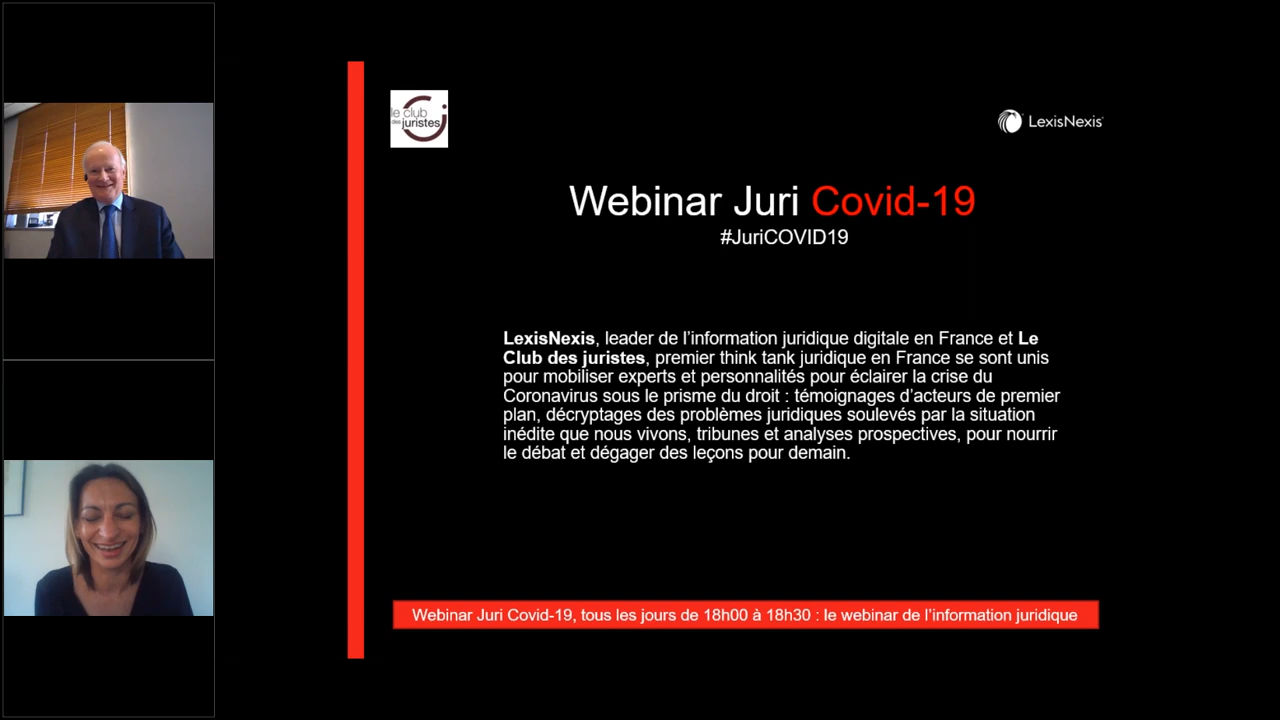 le club
des juristes
LexisNexis
Webinar Juri Covid-19
#JuriCOVID19
LexisNexis, leader de l’information juridique digitale en France et Le
Club des juristes, premier think tank juridique en France se sont unis
pour mobiliser experts et personnalités pour éclairer la crise du
Coronavirus sous le prisme du droit : témoignages d’acteurs de premier
plan, décryptages des problèmes juridiques soulevés par la situation
inédite que nous vivons, tribunes et analyses prospectives, pour nourrir
le débat et dégager des leçons pour demain.
Webinar Juri Covid-19, tous les jours de 18h00 à 18h30 : le webinar de l’information juridique